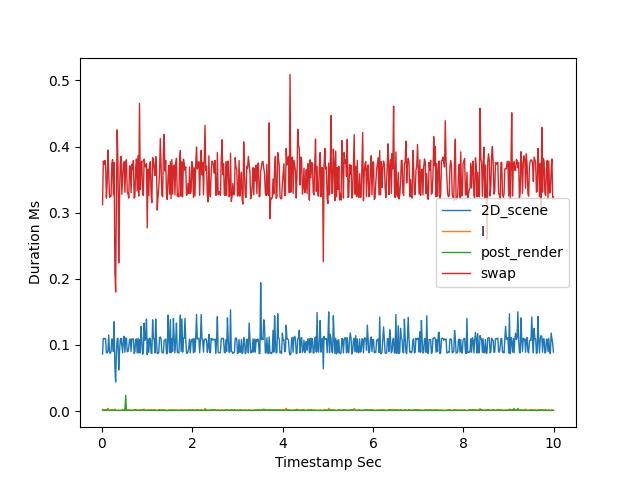 0.5
0.4
0.3
0.2
0.1
0.0
Duration Ms
0
2
4
6
8
10
Timestamp Sec
2D_scene
I
post_render
swap